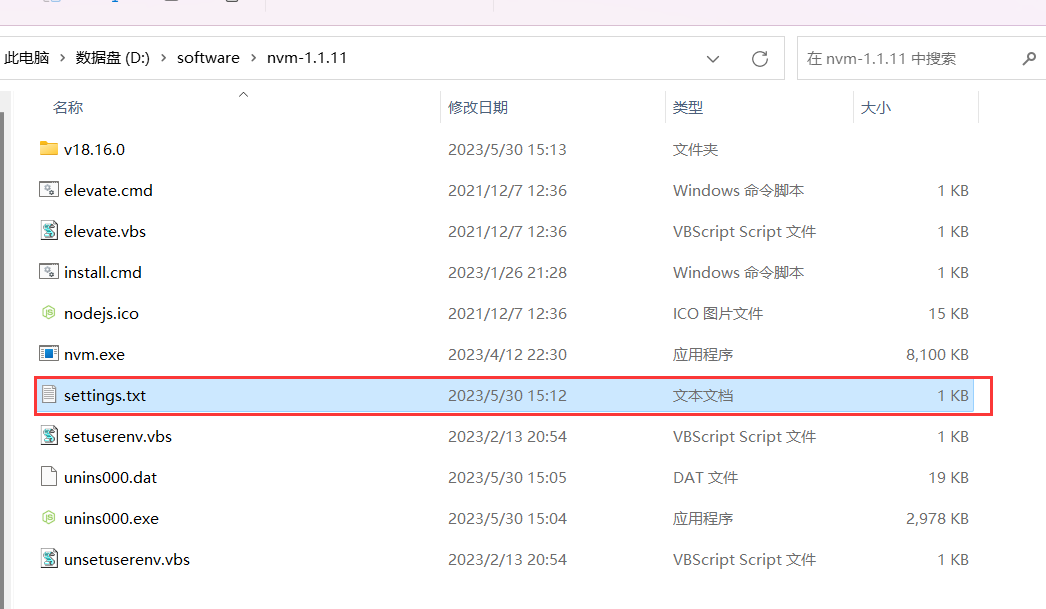 此电脑 > 数据盘 (D:) > software > nvm-1.1.11 在 nvm-1.1.11 中搜索
名称 修改日期 类型 大小
v18.16.0 2023/5/30 15:13 文件夹
elevate.cmd 2021/12/7 12:36 Windows 命令脚本 1 KB
elevate.vbs 2021/12/7 12:36 VBScript Script 文件 1 KB
install.cmd 2023/1/26 21:28 Windows 命令脚本 1 KB
nodejs.ico 2021/12/7 12:36 ICO 图片文件 15 KB
nvm.exe 2023/4/12 22:30 应用程序 8,100 KB
settings.txt 2023/5/30 15:12 文本文档 1 KB
setuserenv.vbs 2023/2/13 20:54 VBScript Script 文件 1 KB
unins000.dat 2023/5/30 15:05 DAT 文件 19 KB
unins000.exe 2023/5/30 15:04 应用程序 2,978 KB
unsetuserenv.vbs 2023/2/13 20:54 VBScript Script 文件 1 KB